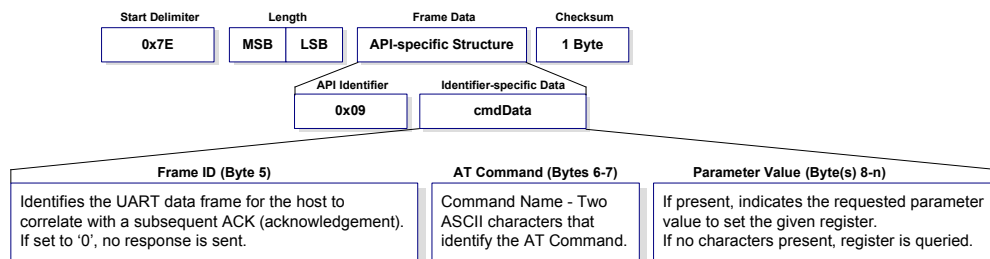 Start Delimiter
Length
Frame Data
Checksum
0x7E
MSB
LSB
API-specific Structure
1 Byte
API Identifier
Identifier-specific Data
0x09
cmdData
Frame ID (Byte 5)
Identifies the UART data frame for the host to
correlate with a subsequent ACK (acknowledgement).
If set to ‘0’, no response is sent.
AT Command (Bytes 6-7)
Command Name - Two
ASCII characters that
identify the AT Command.
Parameter Value (Byte(s) 8-n)
If present, indicates the requested parameter
value to set the given register.
If no characters present, register is queried.